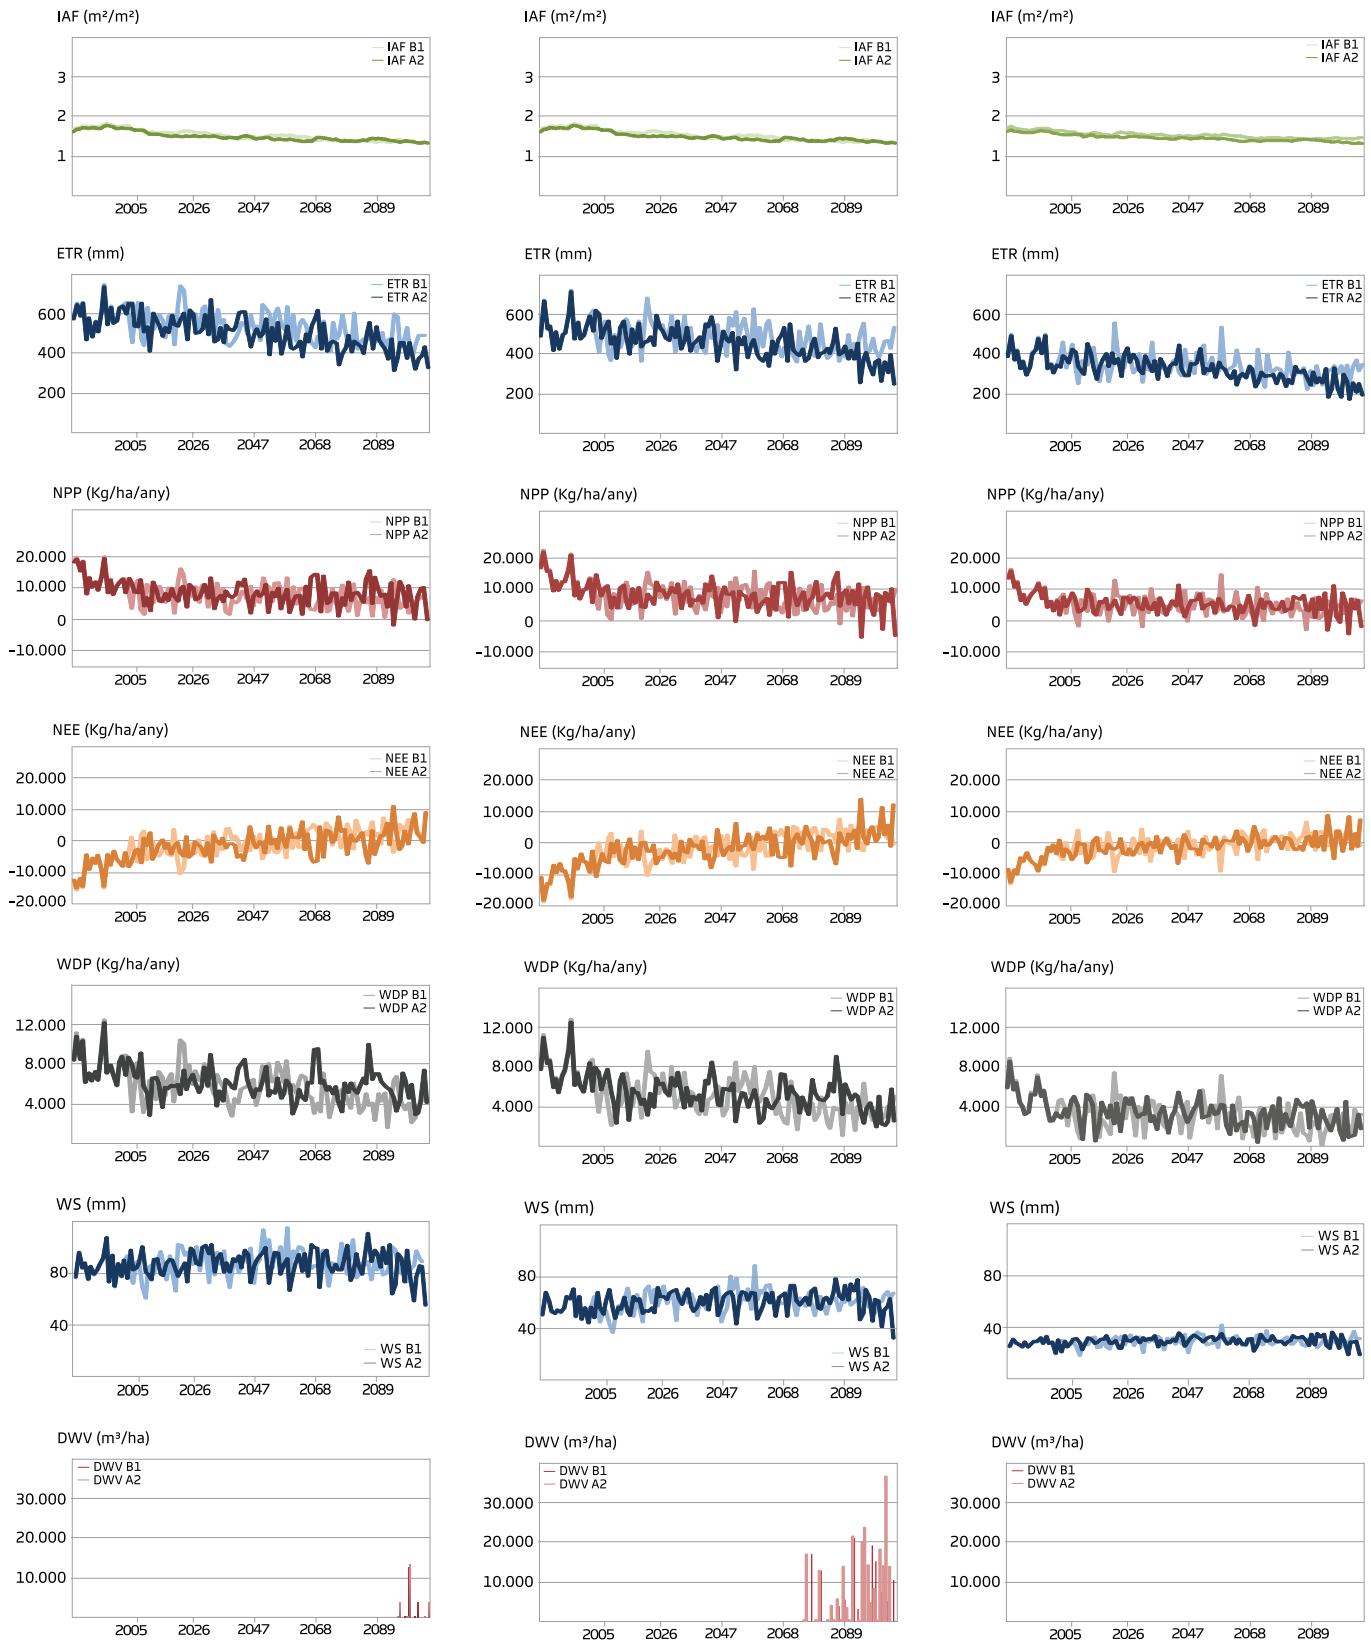 IAF (m²/m²)
IAF B1
IAF A2
3
2
1
2005 2026 2047 2068 2089
IAF (m²/m²)
IAF B1
IAF A2
3
2
1
2005 2026 2047 2068 2089
IAF (m²/m²)
IAF B1
IAF A2
3
2
1
2005 2026 2047 2068 2089
ETR (mm)
ETR B1
ETR A2
600
400
200
2005 2026 2047 2068 2089
ETR (mm)
ETR B1
ETR A2
600
400
200
2005 2026 2047 2068 2089
ETR (mm)
ETR B1
ETR A2
600
400
200
2005 2026 2047 2068 2089
NPP (Kg/ha/any)
NPP B1
NPP A2
20.000
10.000
0
-10.000
2005 2026 2047 2068 2089
NPP (Kg/ha/any)
NPP B1
NPP A2
20.000
10.000
0
-10.000
2005 2026 2047 2068 2089
NPP (Kg/ha/any)
NPP B1
NPP A2
20.000
10.000
0
-10.000
2005 2026 2047 2068 2089
NEE (Kg/ha/any)
NEE B1
NEE A2
20.000
10.000
0
-10.000
-20.000
2005 2026 2047 2068 2089
NEE (Kg/ha/any)
NEE B1
NEE A2
20.000
10.000
0
-10.000
-20.000
2005 2026 2047 2068 2089
NEE (Kg/ha/any)
NEE B1
NEE A2
20.000
10.000
0
-10.000
-20.000
2005 2026 2047 2068 2089
WDP (Kg/ha/any)
WDP B1
WDP A2
12.000
8.000
4.000
2005 2026 2047 2068 2089
WDP (Kg/ha/any)
WDP B1
WDP A2
12.000
8.000
4.000
2005 2026 2047 2068 2089
WDP (Kg/ha/any)
WDP B1
WDP A2
12.000
8.000
4.000
2005 2026 2047 2068 2089
WS (mm)
80
40
WS B1
WS A2
2005 2026 2047 2068 2089
WS (mm)
80
40
WS B1
WS A2
2005 2026 2047 2068 2089
WS (mm)
WS B1
WS A2
80
40
2005 2026 2047 2068 2089
DWV (m³/ha)
DWV B1
DWV A2
30.000
20.000
10.000
2005 2026 2047 2068 2089
DWV (m³/ha)
DWV B1
DWV A2
30.000
20.000
10.000
2005 2026 2047 2068 2089
DWV (m³/ha)
DWV B1
DWV A2
30.000
20.000
10.000
2005 2026 2047 2068 2089